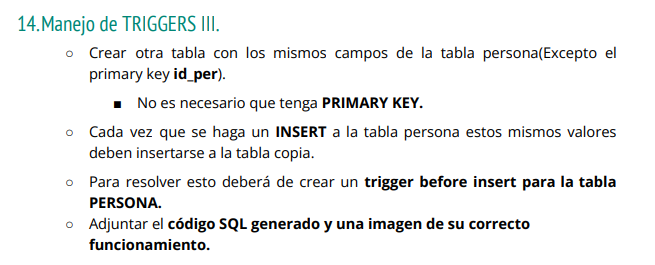 14.Manejo de TRIGGERS III.
○ Crear otra tabla con los mismos campos de la tabla persona(Excepto el
primary key id_per).
■ No es necesario que tenga PRIMARY KEY.
○ Cada vez que se haga un INSERT a la tabla persona estos mismos valores
deben insertarse a la tabla copia.
○ Para resolver esto deberá de crear un trigger before insert para la tabla
PERSONA.
○ Adjuntar el código SQL generado y una imagen de su correcto
funcionamiento.